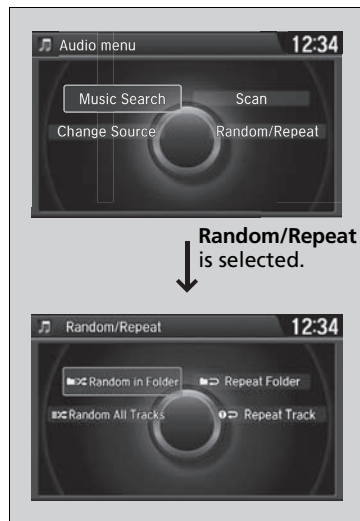 Audio menu 12:34
Music Search Scan
Change Source Random/Repeat
Random/Repeat
is selected.
Random/Repeat 12:34
Random in Folder Repeat Folder
Random All Tracks Repeat Track